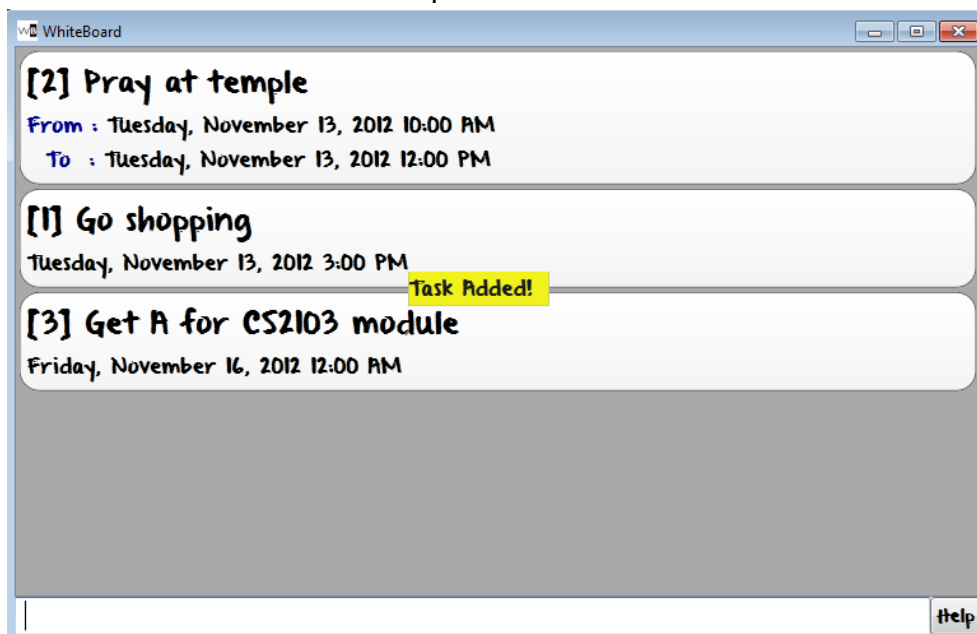 WhiteBoard
[2] Pray at temple
From : Tuesday, November 13, 2012 10:00 AM
To : Tuesday, November 13, 2012 12:00 PM
[1] Go shopping
Tuesday, November 13, 2012 3:00 PM
Task Added!
[3] Get A for CS2103 module
Friday, November 16, 2012 12:00 AM
Help